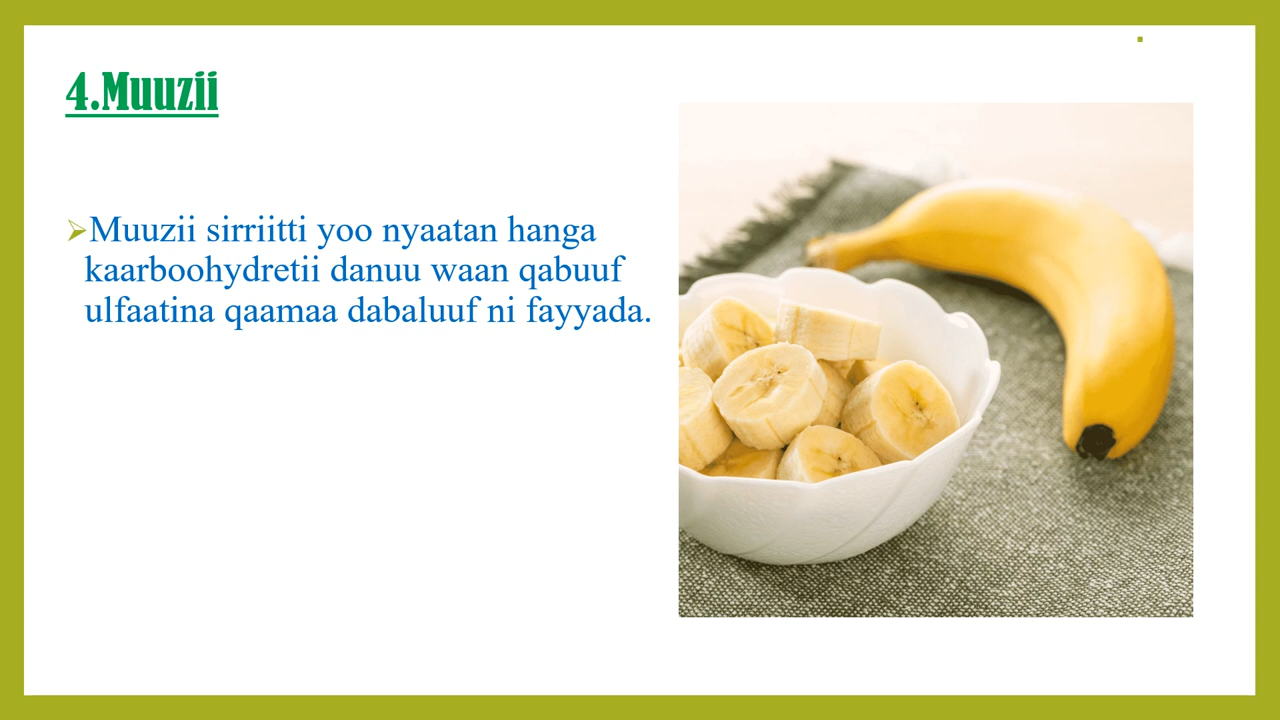 4.Muuzii
Muuzii sirriitti yoo nyaatan hanga
kaarboohydretii danuu waan qabuuf
ulfaatina qaamaa dabaluuf ni fayyada.